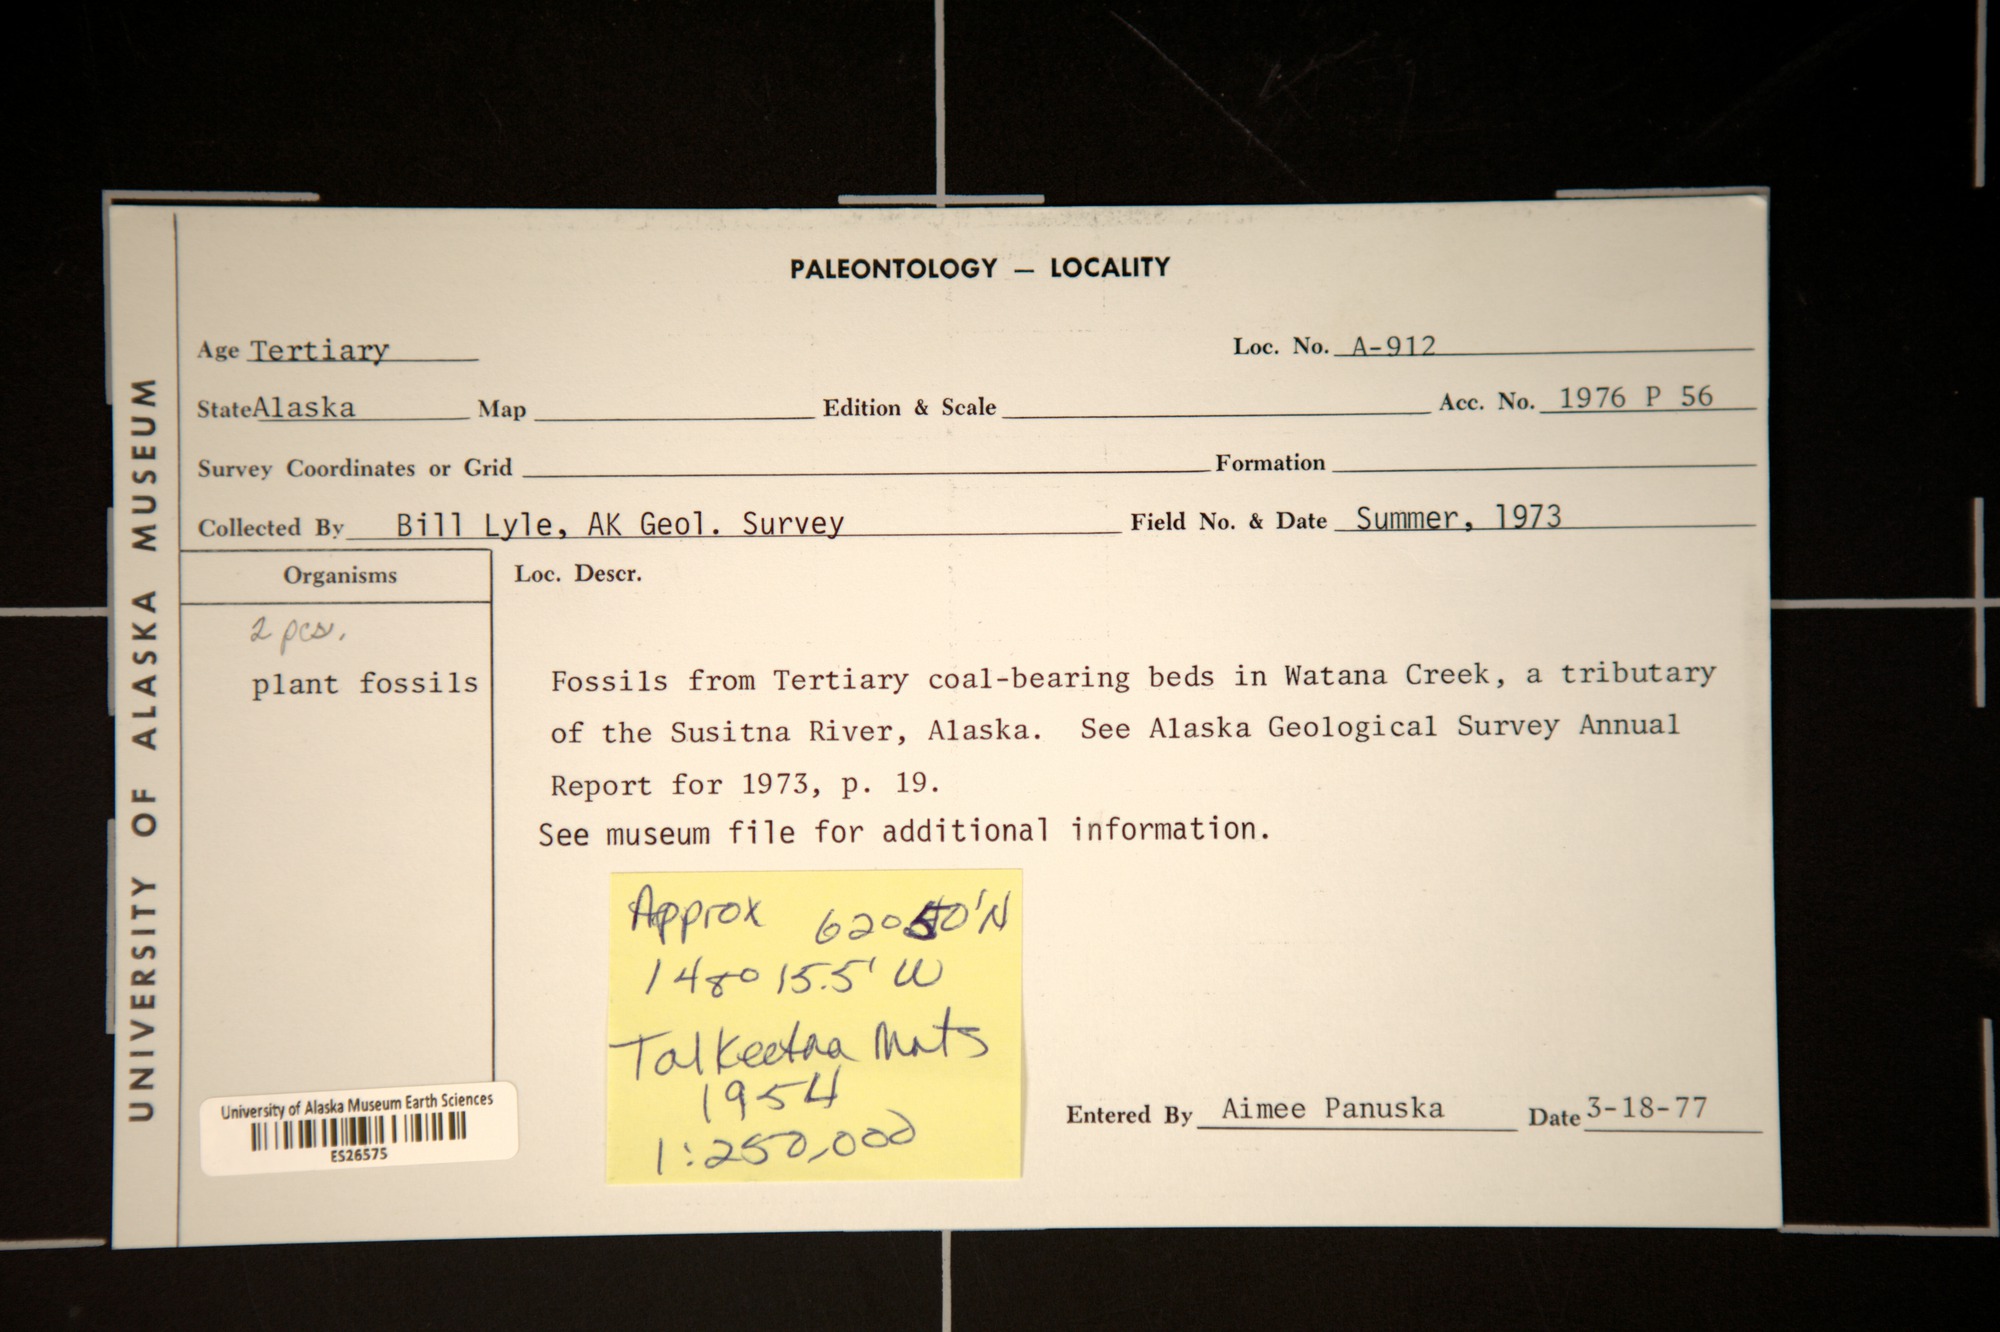 UNIVERSITY OF ALASKA MUSEUM
PALEONTOLOGY — LOCALITY
Age Tertiary Loc. No. A-912
State Alaska Map Edition & Scale Acc. No. 1976 P 56
Survey Coordinates or Grid Formation
Collected By Bill Lyle, AK Geol. Survey Field No. & Date Summer, 1973
Organisms Loc. Descr.
2 pcs.
plant fossils
Fossils from Tertiary coal-bearing beds in Watana Creek, a tributary
of the Susitna River, Alaska. See Alaska Geological Survey Annual
Report for 1973, p. 19.
See museum file for additional information.
Approx 62° 50'N
148° 15.5' W
Talkeetna Mnts
1954
1:250,000
Entered By Aimee Panuska Date 3-18-77
University of Alaska Museum Earth Sciences
ES26575